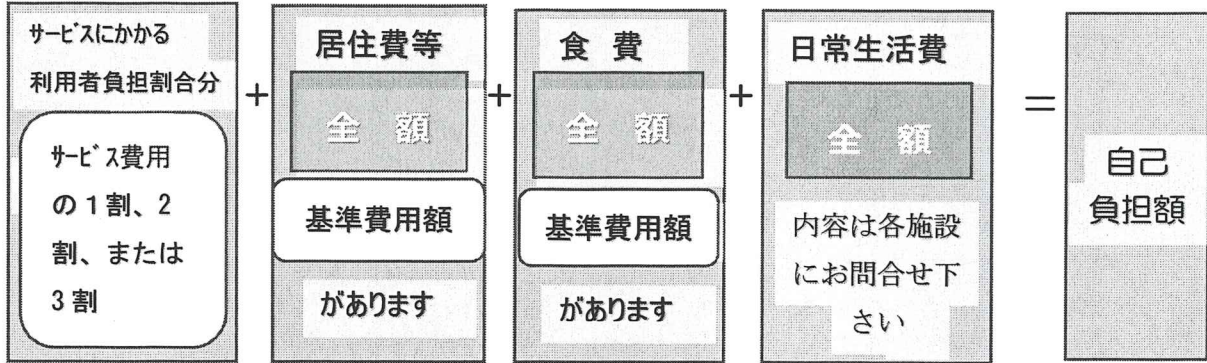 サービスにかかる
利用者負担割合分
サービス費用
の１割、２
割、または
３割
+
居住費等
全 額
基準費用額
があります
+
食 費
全 額
基準費用額
があります
+
日常生活費
全 額
内容は各施設
にお問合せ下
さい
=
自己
負担額